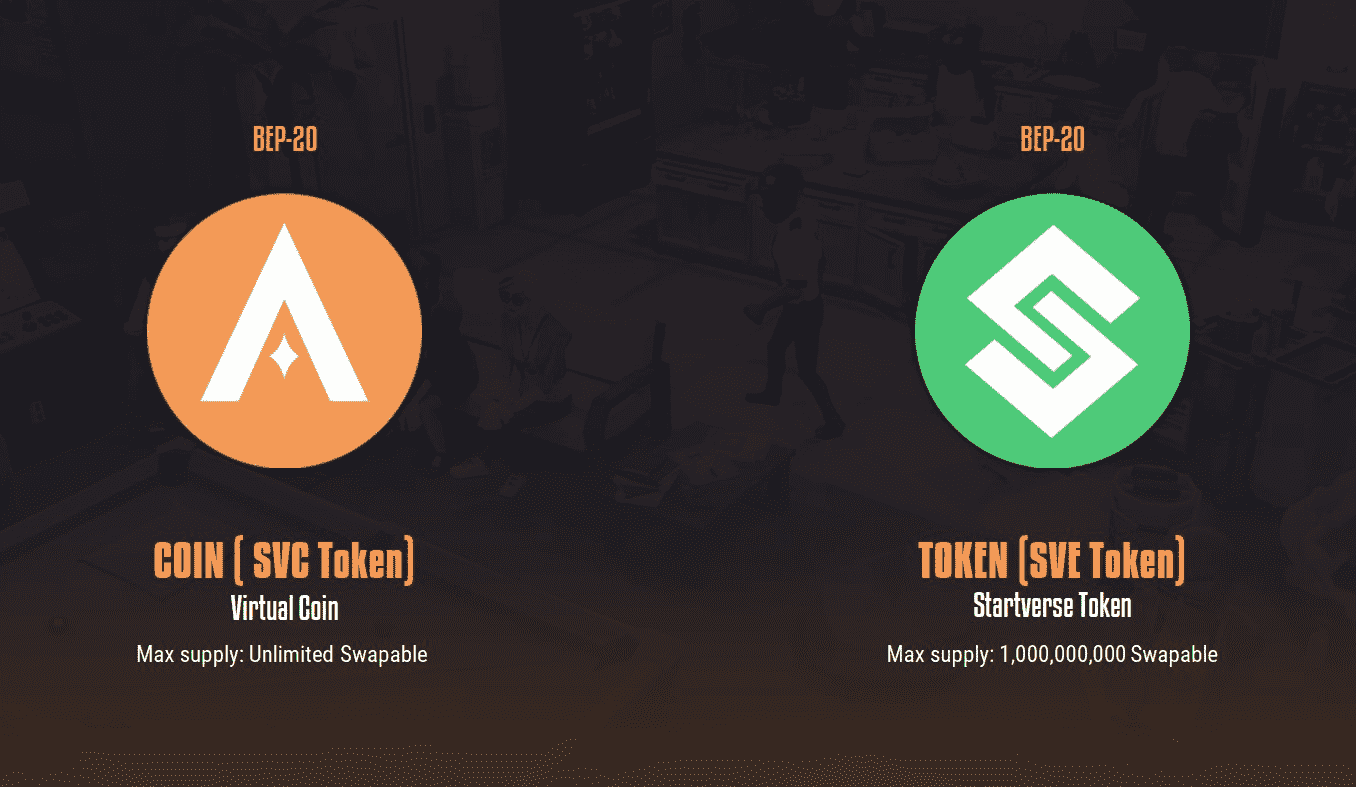 BEP-20
COIN ( SVC Token)
Virtual Coin
Max supply: Unlimited Swapable
BEP-20
TOKEN (SVE Token)
Startverse Token
Max supply: 1,000,000,000 Swapable